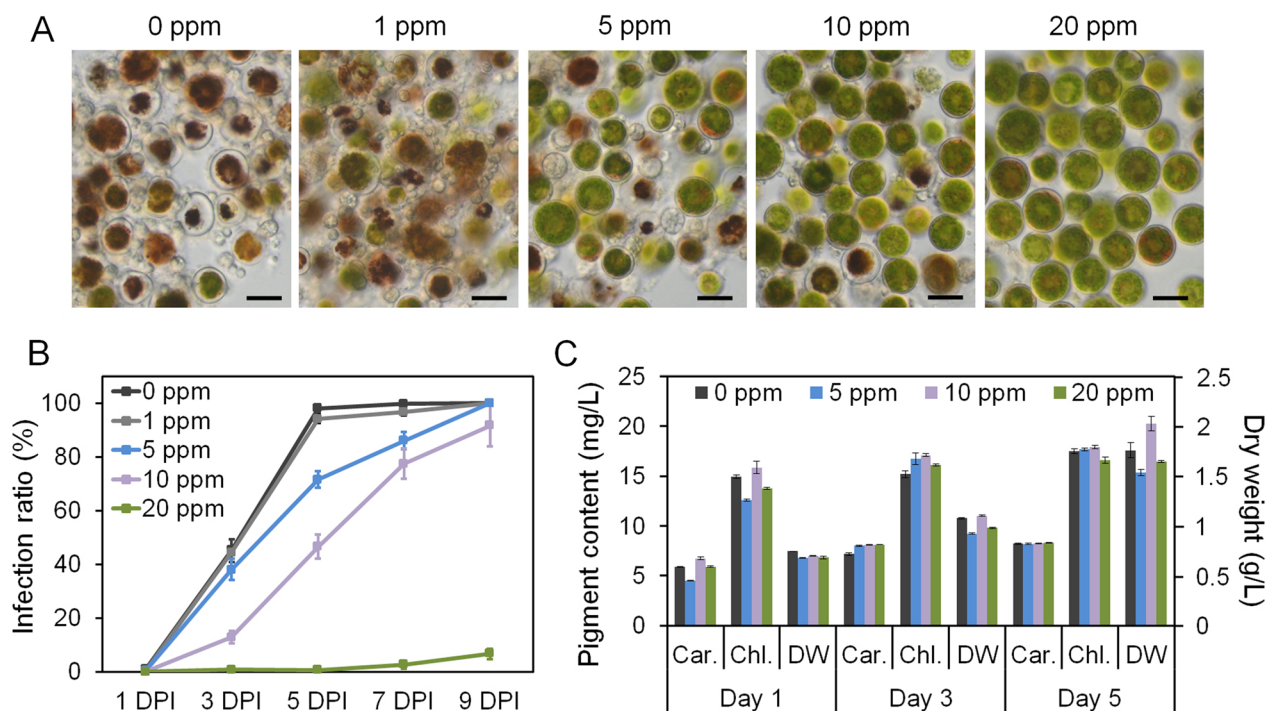 A
0 ppm
1 ppm
5 ppm
10 ppm
20 ppm
B
Infection ratio (%)
100
80
60
40
20
0
0 ppm
1 ppm
5 ppm
10 ppm
20 ppm
1 DPI
3 DPI
5 DPI
7 DPI
9 DPI
C
Pigment content (mg/L)
25
20
15
10
5
0
0 ppm
5 ppm
10 ppm
20 ppm
2.5
2
1.5
1
0.5
0
Dry weight (g/L)
Car. Chl. DW Car. Chl. DW Car. Chl. DW
Day 1 Day 3 Day 5